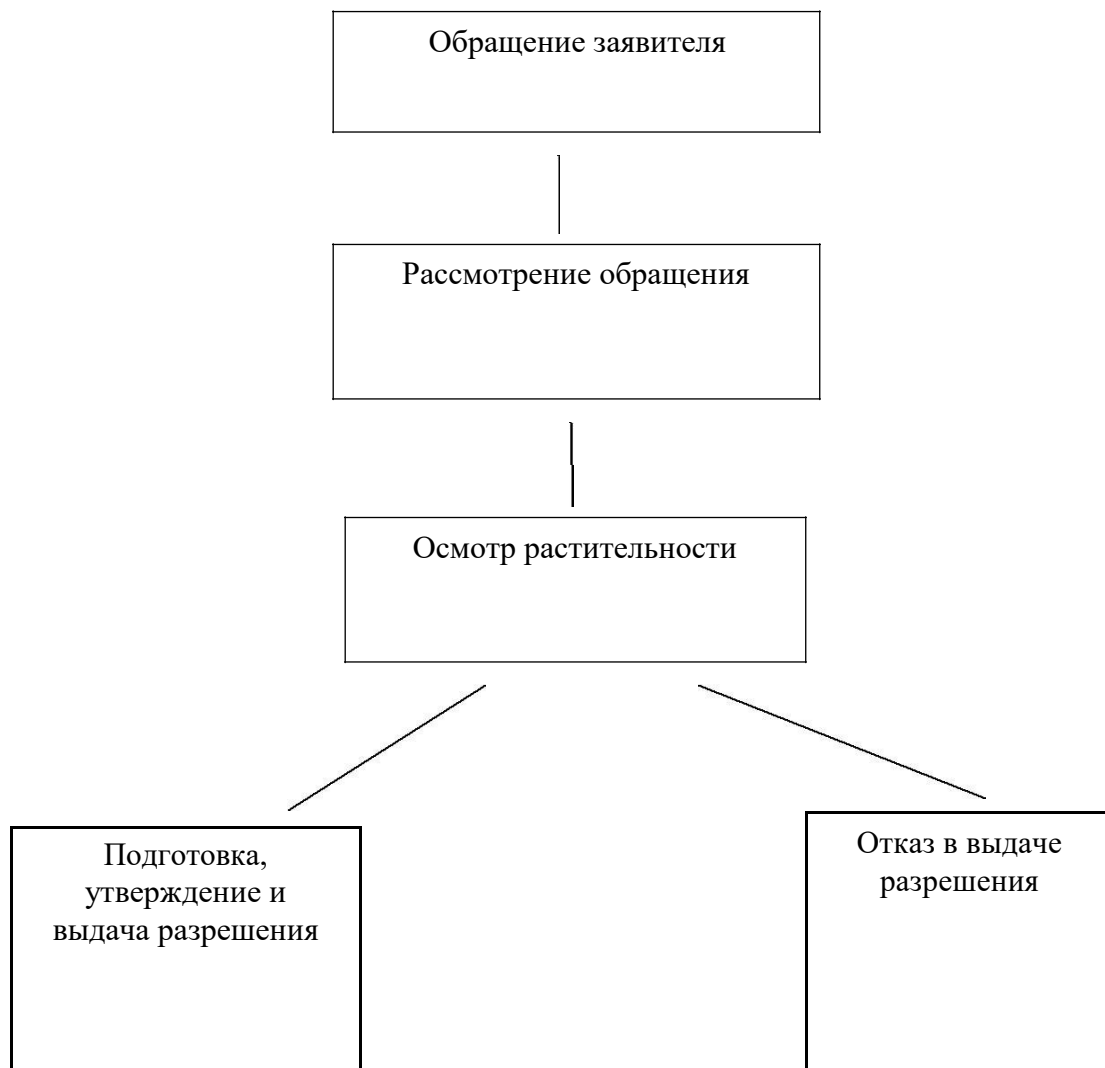 Обращение заявителя
Рассмотрение обращения
Осмотр растительности
Подготовка,
утверждение и
выдача разрешения
Отказ в выдаче
разрешения